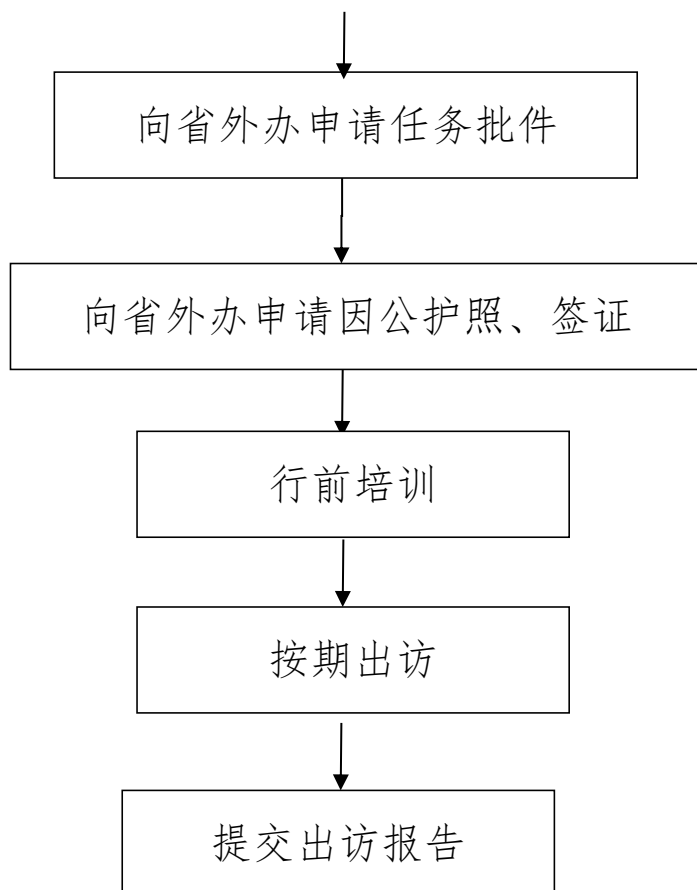 向省外办申请任务批件
向省外办申请因公护照、签证
行前培训
按期出访
提交出访报告